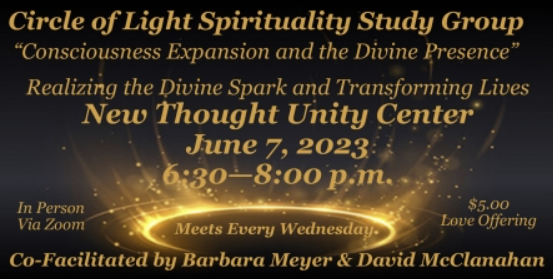 Circle of Light Spirituality Study Group
“Consciousness Expansion and the Divine Presence”
Realizing the Divine Spark and Transforming Lives
New Thought Unity Center
June 7, 2023
6:30—8:00 p.m.
In Person
Via Zoom
Meets Every Wednesday
$5.00
Love Offering
Co-Facilitated by Barbara Meyer & David McClanahan